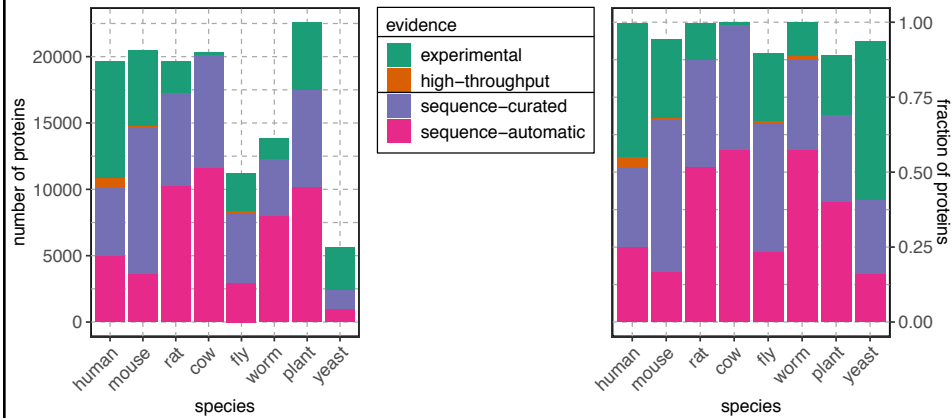 number of proteins
20000
15000
10000
5000
0
human
mouse
rat
cow
fly
worm
plant
yeast
species
evidence
experimental
high−throughput
sequence−curated
sequence−automatic
1.00
0.75
0.50
0.25
0.00
fraction of proteins
human
mouse
rat
cow
fly
worm
plant
yeast
species